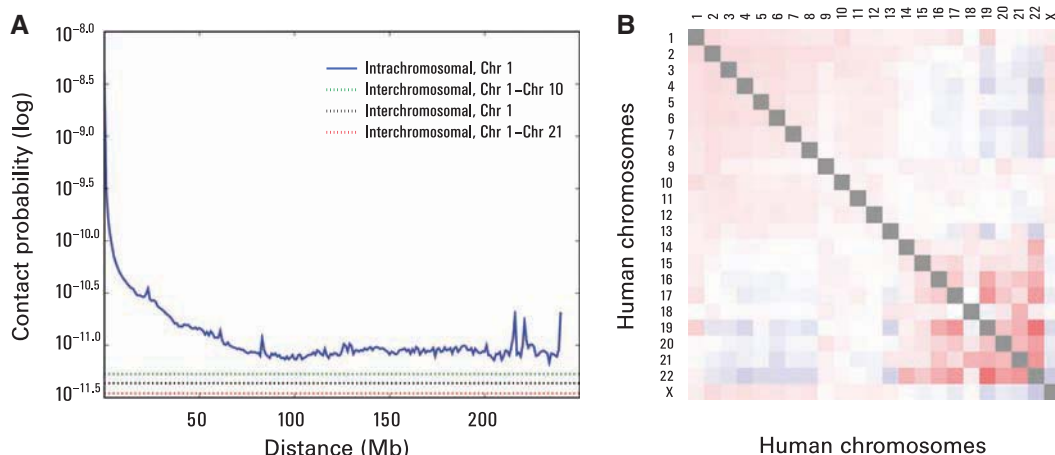 A
Contact probability (log)
10^–8.0
10^–8.5
10^–9.0
10^–9.5
10^–10.0
10^–10.5
10^–11.0
10^–11.5
Intrachromosomal, Chr 1
Interchromosomal, Chr 1–Chr 10
Interchromosomal, Chr 1
Interchromosomal, Chr 1–Chr 21
50 100 150 200
Distance (Mb)
B
1 2 3 4 5 6 7 8 9 10 11 12 13 14 15 16 17 18 19 20 21 22 X
Human chromosomes
1
2
3
4
5
6
7
8
9
10
11
12
13
14
15
16
17
18
19
20
21
22
X
Human chromosomes